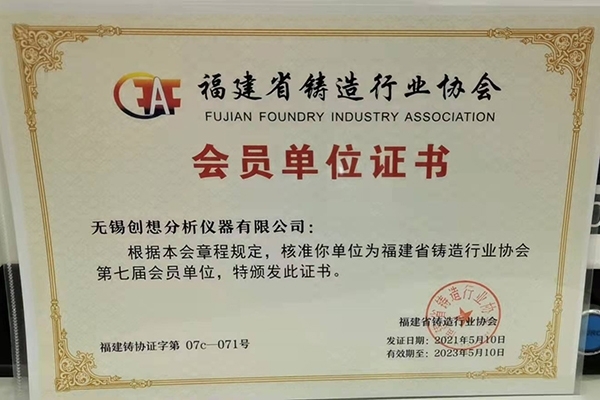 福建省铸造行业协会
FUJIAN FOUNDRY INDUSTRY ASSOCIATION
会员单位证书
无锡创想分析仪器有限公司：
根据本会章程规定，核准你单位为福建省铸造行业协会
第七届会员单位，特颁发此证书。
福建省铸造行业协会
发证日期：2021年5月10日
福建铸协证字第 07c—071号
有效期至：2023年5月10日